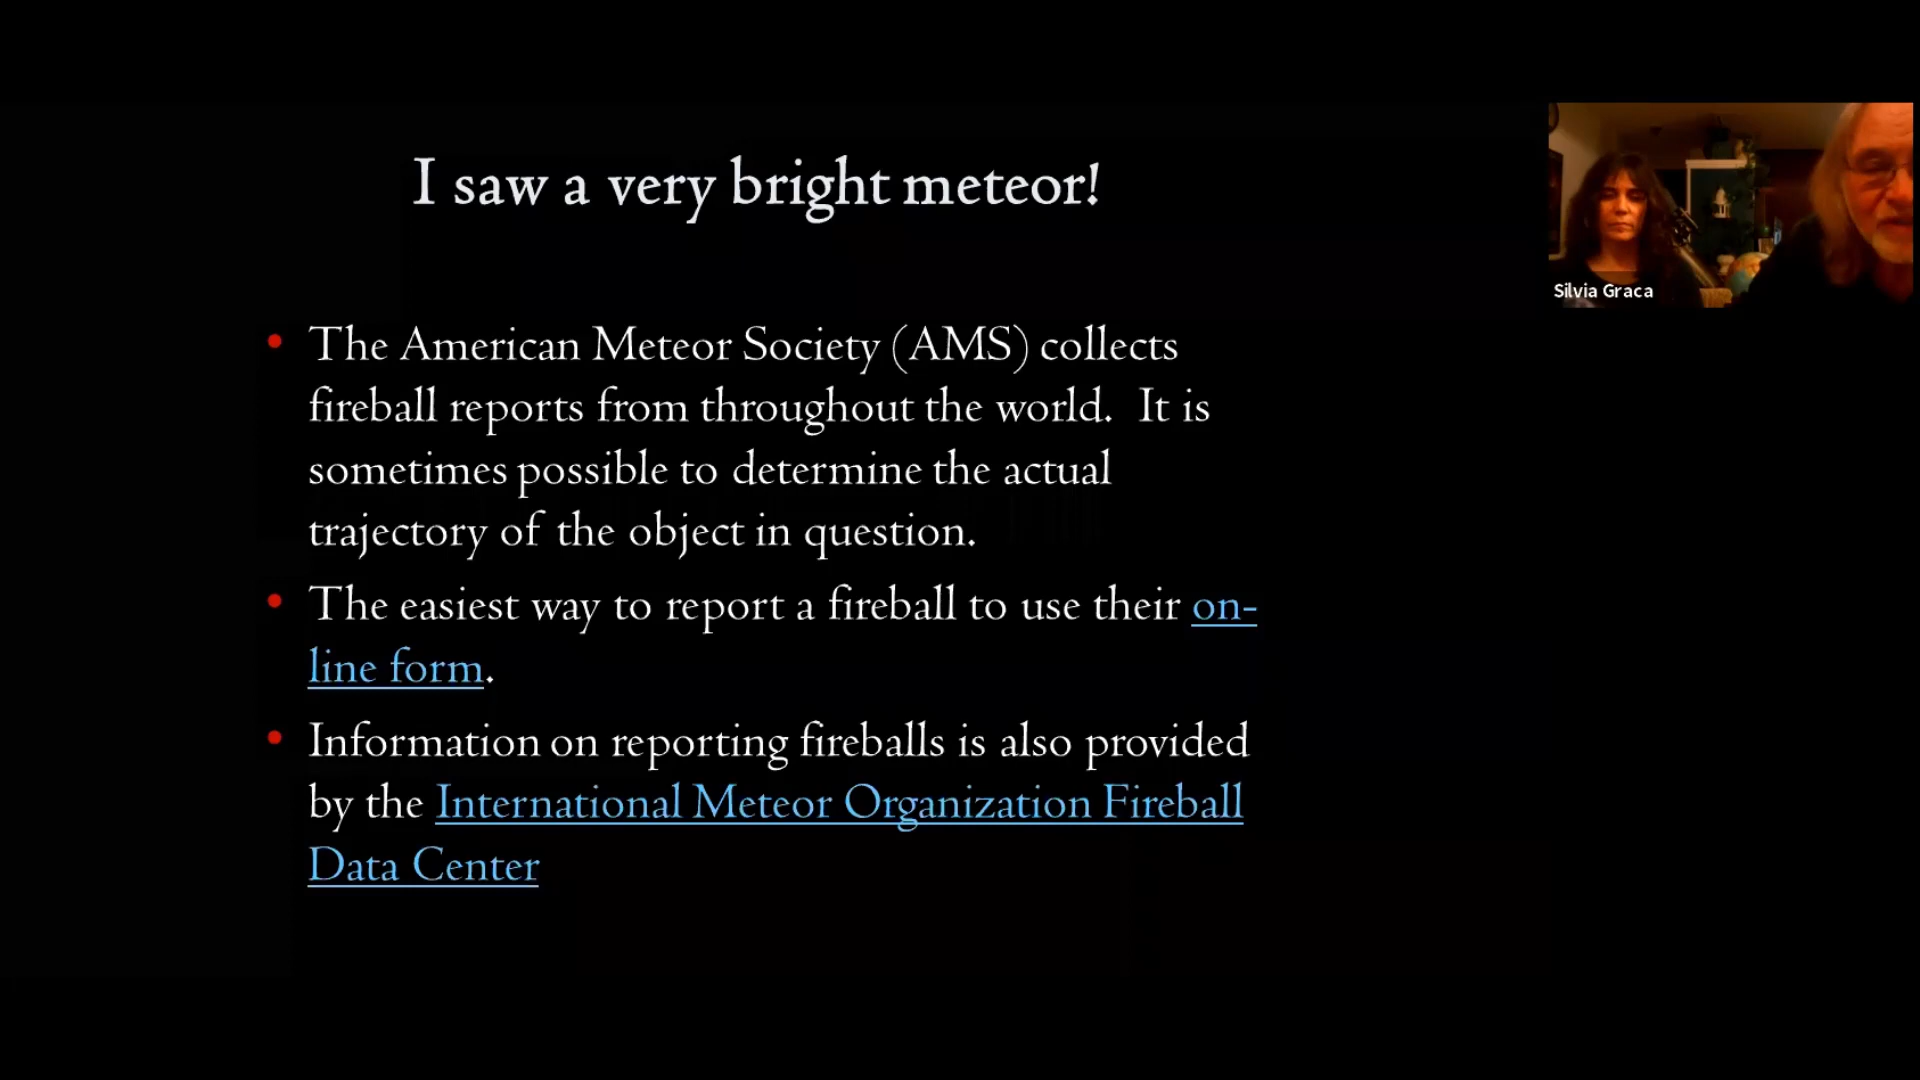 I saw a very bright meteor!
Silvia Graca
• The American Meteor Society (AMS) collects
fireball reports from throughout the world.  It is
sometimes possible to determine the actual
trajectory of the object in question.
• The easiest way to report a fireball to use their on-
line form.
• Information on reporting fireballs is also provided
by the International Meteor Organization Fireball
Data Center